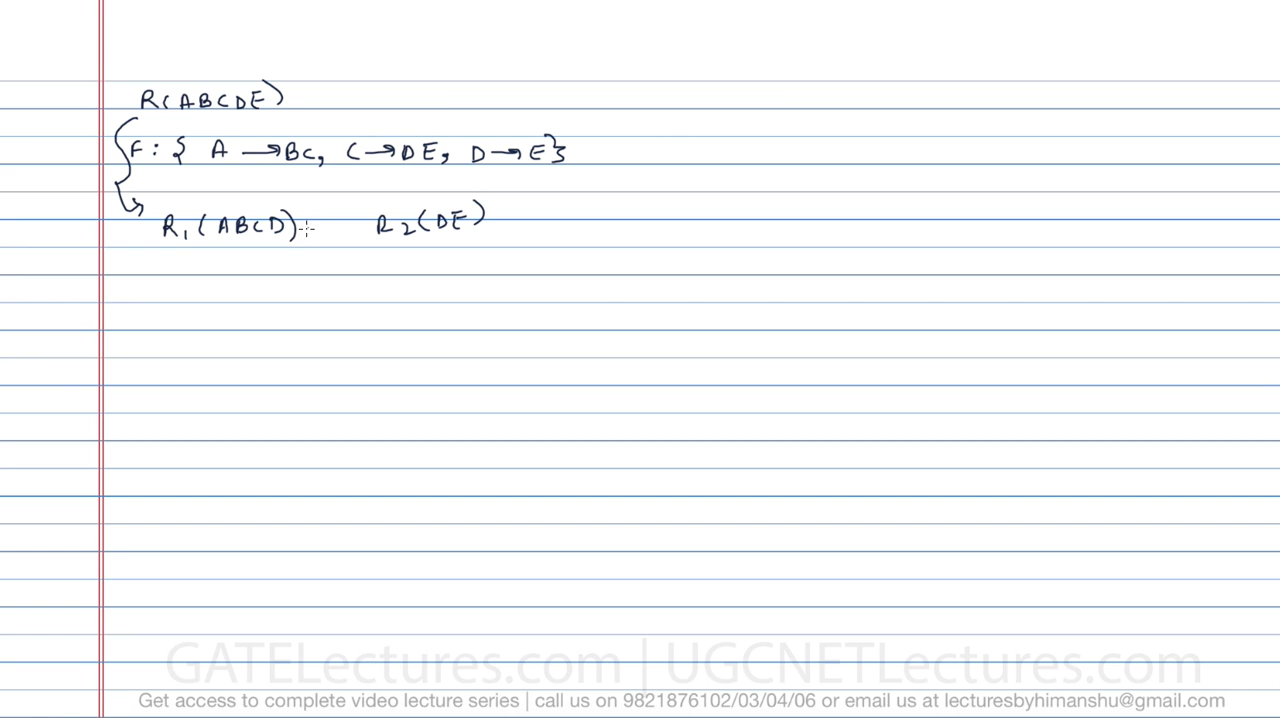 R(ABCDE)
F: { A → BC, C → DE, D → E}
R1(ABCD) R2(DE)
GATELectures.com | UGCNETLectures.com
Get access to complete video lecture series | call us on 9821876102/03/04/06 or email us at lecturesbyhimanshu@gmail.com